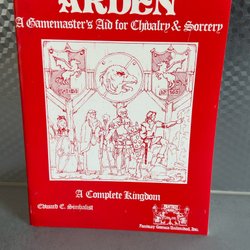 ARDEN
A Gamemaster's Aid for Chivalry & Sorcery
A Complete Kingdom
Edward E. Simbalist
Fantasy Games Unlimited, Inc.